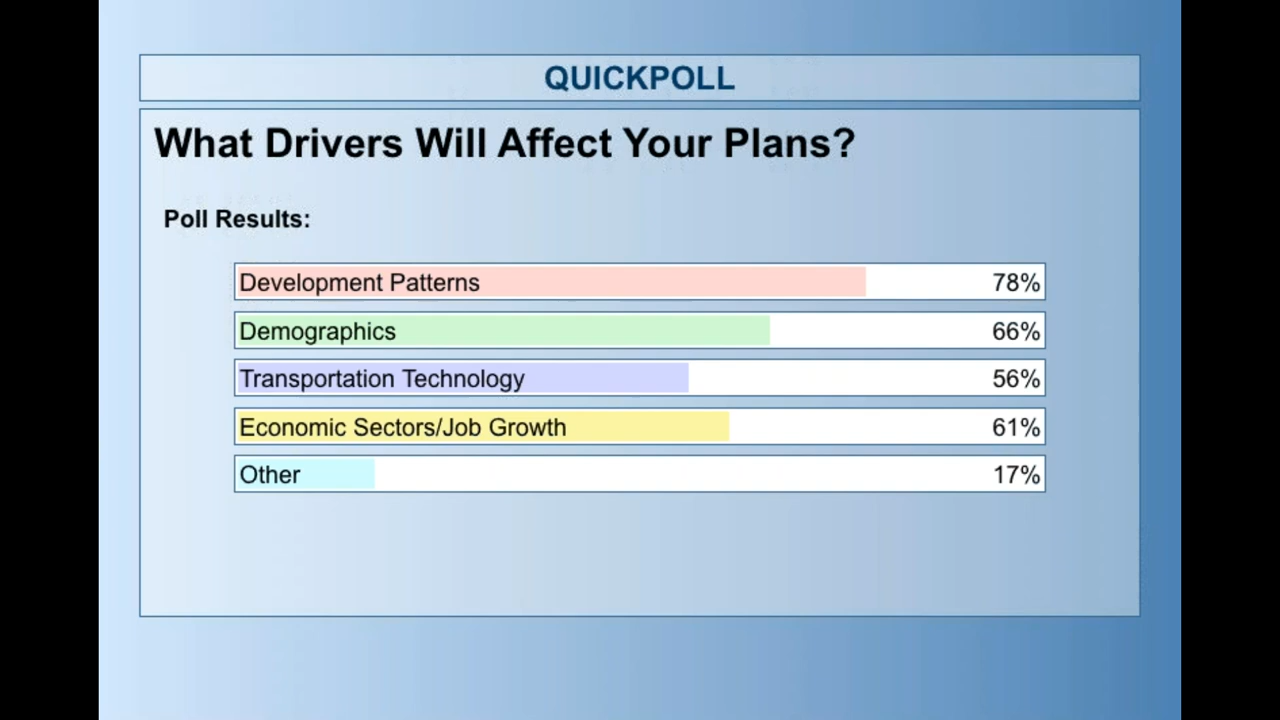 QUICKPOLL
What Drivers Will Affect Your Plans?
Poll Results:
Development Patterns 78%
Demographics 66%
Transportation Technology 56%
Economic Sectors/Job Growth 61%
Other 17%